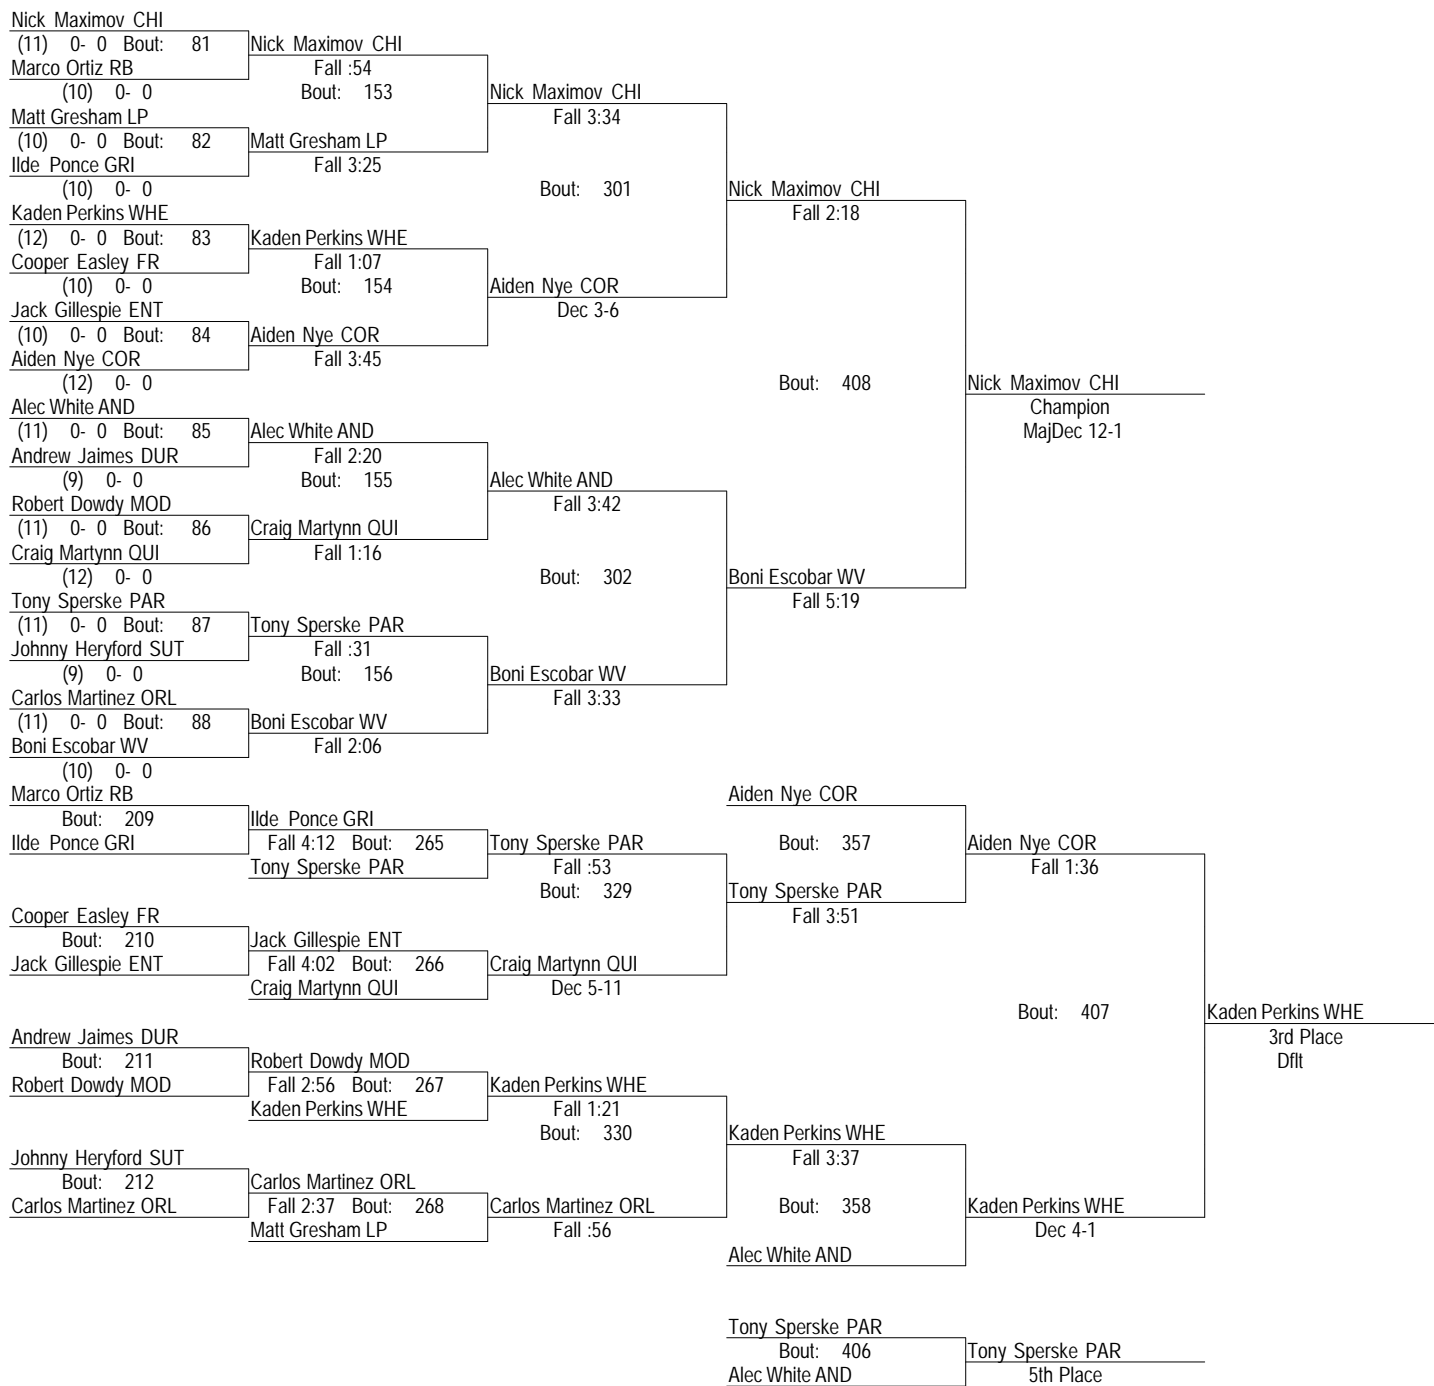 Nick Maximov CHI
(11) 0- 0 Bout: 81 Nick Maximov CHI
Marco Ortiz RB Fall :54
(10) 0- 0 Bout: 153 Nick Maximov CHI
Matt Gresham LP Fall 3:34
(10) 0- 0 Bout: 82 Matt Gresham LP
Ilde Ponce GRI Fall 3:25
(10) 0- 0 Bout: 301 Nick Maximov CHI
Kaden Perkins WHE Fall 2:18
(12) 0- 0 Bout: 83 Kaden Perkins WHE
Cooper Easley FR Fall 1:07
(10) 0- 0 Bout: 154 Aiden Nye COR
Jack Gillespie ENT Dec 3-6
(10) 0- 0 Bout: 84 Aiden Nye COR
Aiden Nye COR Fall 3:45
(12) 0- 0 Bout: 408 Nick Maximov CHI
Alec White AND Champion
(11) 0- 0 Bout: 85 Alec White AND MajDec 12-1
Andrew Jaimes DUR Fall 2:20
(9) 0- 0 Bout: 155 Alec White AND
Robert Dowdy MOD Fall 3:42
(11) 0- 0 Bout: 86 Craig Martynn QUI
Craig Martynn QUI Fall 1:16
(12) 0- 0 Bout: 302 Boni Escobar WV
Tony Sperske PAR Fall 5:19
(11) 0- 0 Bout: 87 Tony Sperske PAR
Johnny Heryford SUT Fall :31
(9) 0- 0 Bout: 156 Boni Escobar WV
Carlos Martinez ORL Fall 3:33
(11) 0- 0 Bout: 88 Boni Escobar WV
Boni Escobar WV Fall 2:06
(10) 0- 0
Marco Ortiz RB Aiden Nye COR
Bout: 209 Ilde Ponce GRI
Ilde Ponce GRI Fall 4:12 Bout: 265 Tony Sperske PAR Bout: 357 Aiden Nye COR
Tony Sperske PAR Fall :53 Fall 1:36
Bout: 329 Tony Sperske PAR
Cooper Easley FR Fall 3:51
Bout: 210 Jack Gillespie ENT
Jack Gillespie ENT Fall 4:02 Bout: 266 Craig Martynn QUI
Craig Martynn QUI Dec 5-11
Bout: 407 Kaden Perkins WHE
Andrew Jaimes DUR 3rd Place
Bout: 211 Robert Dowdy MOD Dflt
Robert Dowdy MOD Fall 2:56 Bout: 267 Kaden Perkins WHE
Kaden Perkins WHE Fall 1:21
Bout: 330 Kaden Perkins WHE
Johnny Heryford SUT Fall 3:37
Bout: 212 Carlos Martinez ORL
Carlos Martinez ORL Fall 2:37 Bout: 268 Carlos Martinez ORL Bout: 358 Kaden Perkins WHE
Matt Gresham LP Fall :56 Dec 4-1
Alec White AND
Tony Sperske PAR
Bout: 406 Tony Sperske PAR
Alec White AND 5th Place